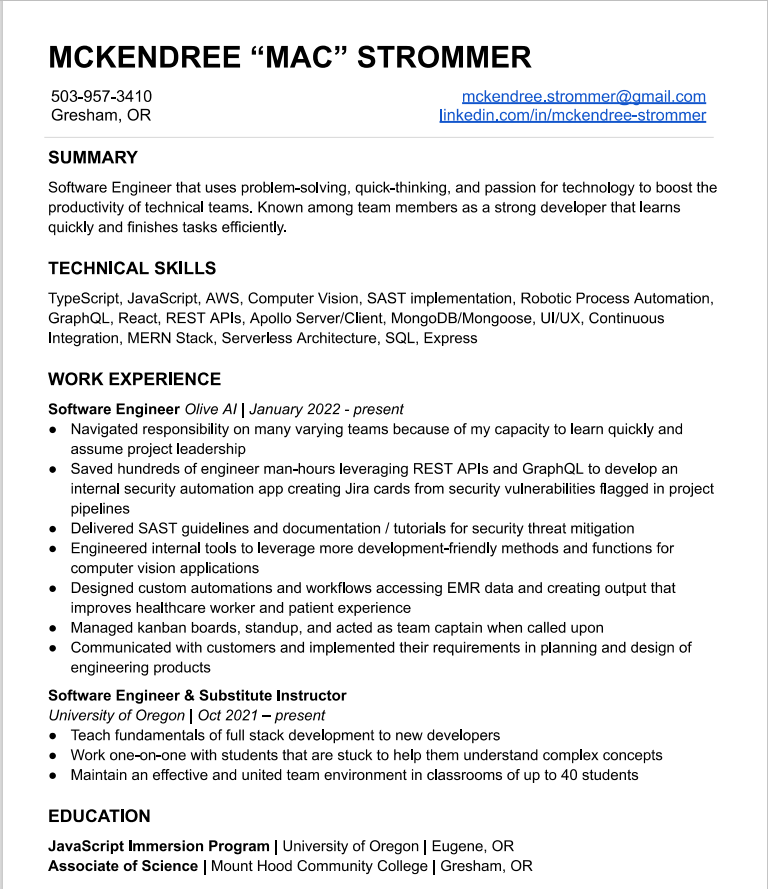 MCKENDREE “MAC” STROMMER
503-957-3410
mckendree.strommer@gmail.com
Gresham, OR
linkedin.com/in/mckendree-strommer
SUMMARY
Software Engineer that uses problem-solving, quick-thinking, and passion for technology to boost the
productivity of technical teams. Known among team members as a strong developer that learns
quickly and finishes tasks efficiently.
TECHNICAL SKILLS
TypeScript, JavaScript, AWS, Computer Vision, SAST implementation, Robotic Process Automation,
GraphQL, React, REST APIs, Apollo Server/Client, MongoDB/Mongoose, UI/UX, Continuous
Integration, MERN Stack, Serverless Architecture, SQL, Express
WORK EXPERIENCE
Software Engineer Olive AI | January 2022 - present
● Navigated responsibility on many varying teams because of my capacity to learn quickly and
assume project leadership
● Saved hundreds of engineer man-hours leveraging REST APIs and GraphQL to develop an
internal security automation app creating Jira cards from security vulnerabilities flagged in project
pipelines
● Delivered SAST guidelines and documentation / tutorials for security threat mitigation
● Engineered internal tools to leverage more development-friendly methods and functions for
computer vision applications
● Designed custom automations and workflows accessing EMR data and creating output that
improves healthcare worker and patient experience
● Managed kanban boards, standup, and acted as team captain when called upon
● Communicated with customers and implemented their requirements in planning and design of
engineering products
Software Engineer & Substitute Instructor
University of Oregon | Oct 2021 – present
● Teach fundamentals of full stack development to new developers
● Work one-on-one with students that are stuck to help them understand complex concepts
● Maintain an effective and united team environment in classrooms of up to 40 students
EDUCATION
JavaScript Immersion Program | University of Oregon | Eugene, OR
Associate of Science | Mount Hood Community College | Gresham, OR